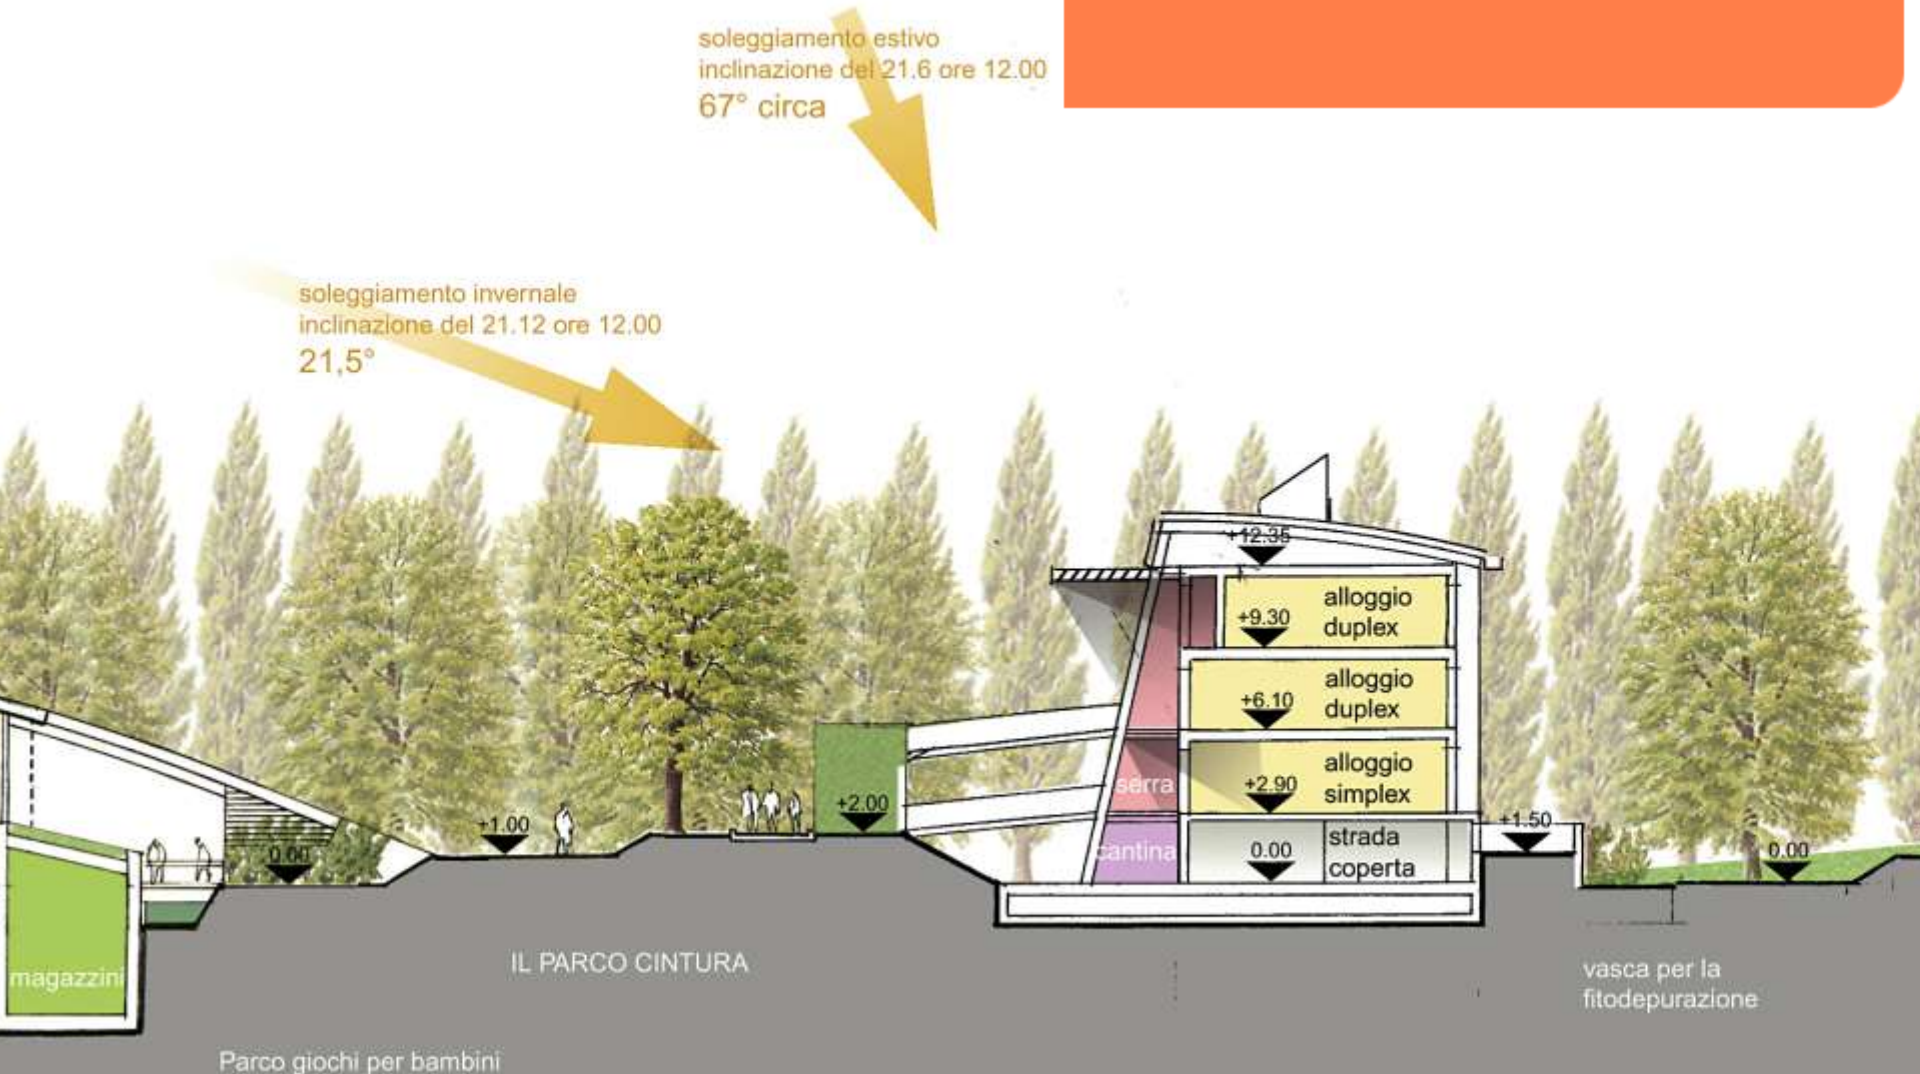 soleggiamento estivo
inclinazione del 21.6 ore 12.00
67° circa
soleggiamento invernale
inclinazione del 21.12 ore 12.00
21,5°
+12.35
alloggio
+9.30
duplex
alloggio
+6.10
duplex
alloggio
serra
+2.90
simplex
+2.00
+1.00
+1.50
strada
cantina
0.00
coperta
0.00
0.00
IL PARCO CINTURA
magazzini
vasca per la
fitodepurazione
Parco giochi per bambini